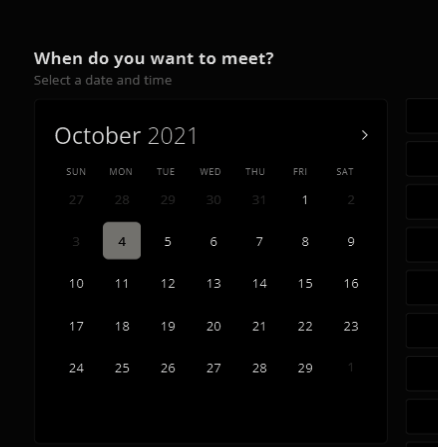 When do you want to meet?
Select a date and time
October 2021
SUN MON TUE WED THU FRI SAT
27 28 29 30 31 1 2
3 4 5 6 7 8 9
10 11 12 13 14 15 16
17 18 19 20 21 22 23
24 25 26 27 28 29 1